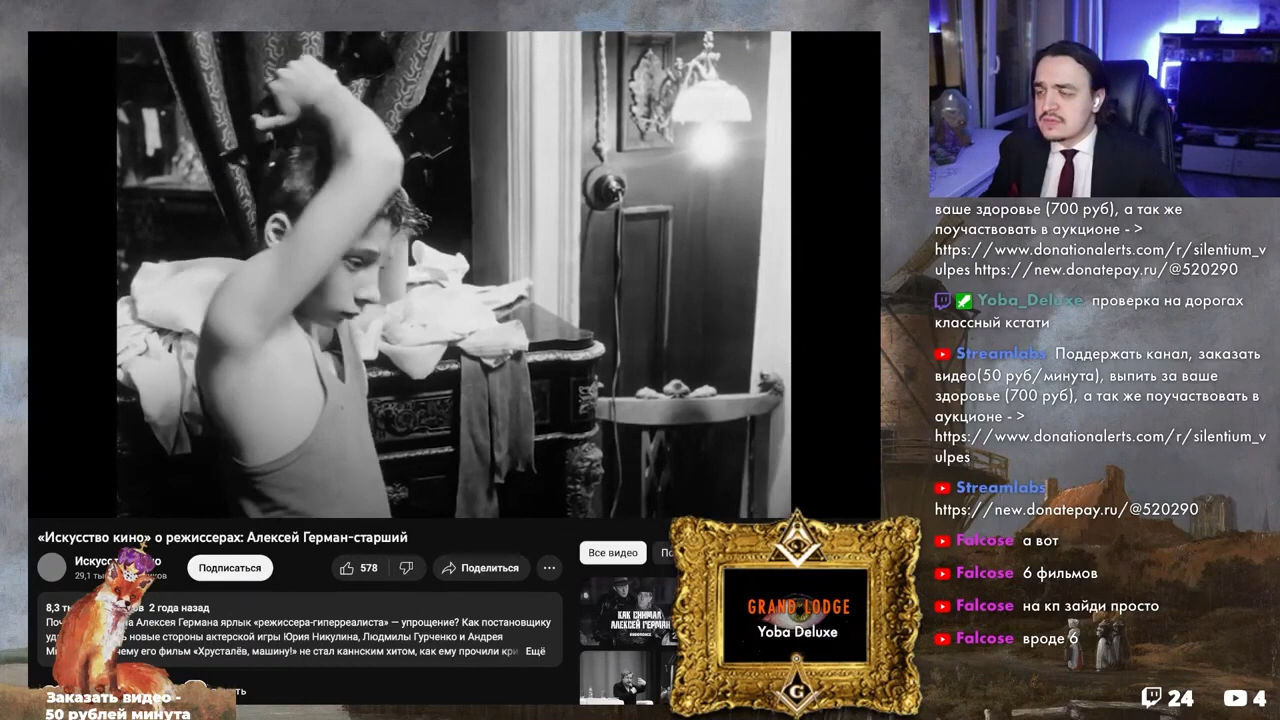 «Искусство кино» о режиссерах: Алексей Герман-старший
Подписаться
578
Поделиться
Все видео
2 года назад
Алексея Германа ярлык «режиссера-гиперреалиста» — упрощение? Как постановщику
новые стороны актерской игры Юрия Никулина, Людмилы Гурченко и Андрея
его фильм «Хрусталёв, машину!» не стал каннским хитом, как ему прочили
Ещё
КАК СНИМАЛ
АЛЕКСЕЙ ГЕРМАН
Заказать видео -
50 рублей минута
GRAND LODGE
Yoba Deluxe
G
ваше здоровье (700 руб), а так же
поучаствовать в аукционе - >
https://www.donationalerts.com/r/silentium_v
ulpes https://new.donatepay.ru/@520290
Yoba_Deluxe проверка на дорогах
классный кстати
Streamlabs Поддержать канал, заказать
видео(50 руб/минута), выпить за ваше
здоровье (700 руб), а так же поучаствовать в
аукционе - >
https://www.donationalerts.com/r/silentium_v
ulpes
Streamlabs
https://new.donatepay.ru/@520290
Falcose а вот
Falcose 6 фильмов
Falcose на кп зайди просто
Falcose вроде 6
24
4